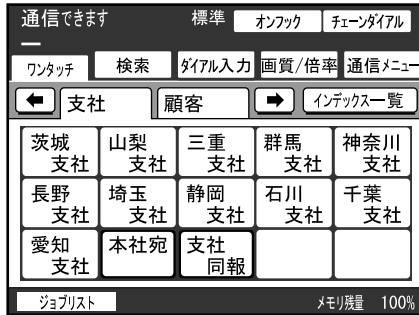 通信できます 標準 オンフック チェーンダイアル
ワンタッチ 検索 ダイアル入力 画質/倍率 通信メニュー
支社 顧客 インデックス一覧
茨城 山梨 三重 群馬 神奈川
支社 支社 支社 支社 支社
長野 埼玉 静岡 石川 千葉
支社 支社 支社 支社 支社
愛知 本社宛 支社
支社 同報
ジョブリスト メモリ残量 100%